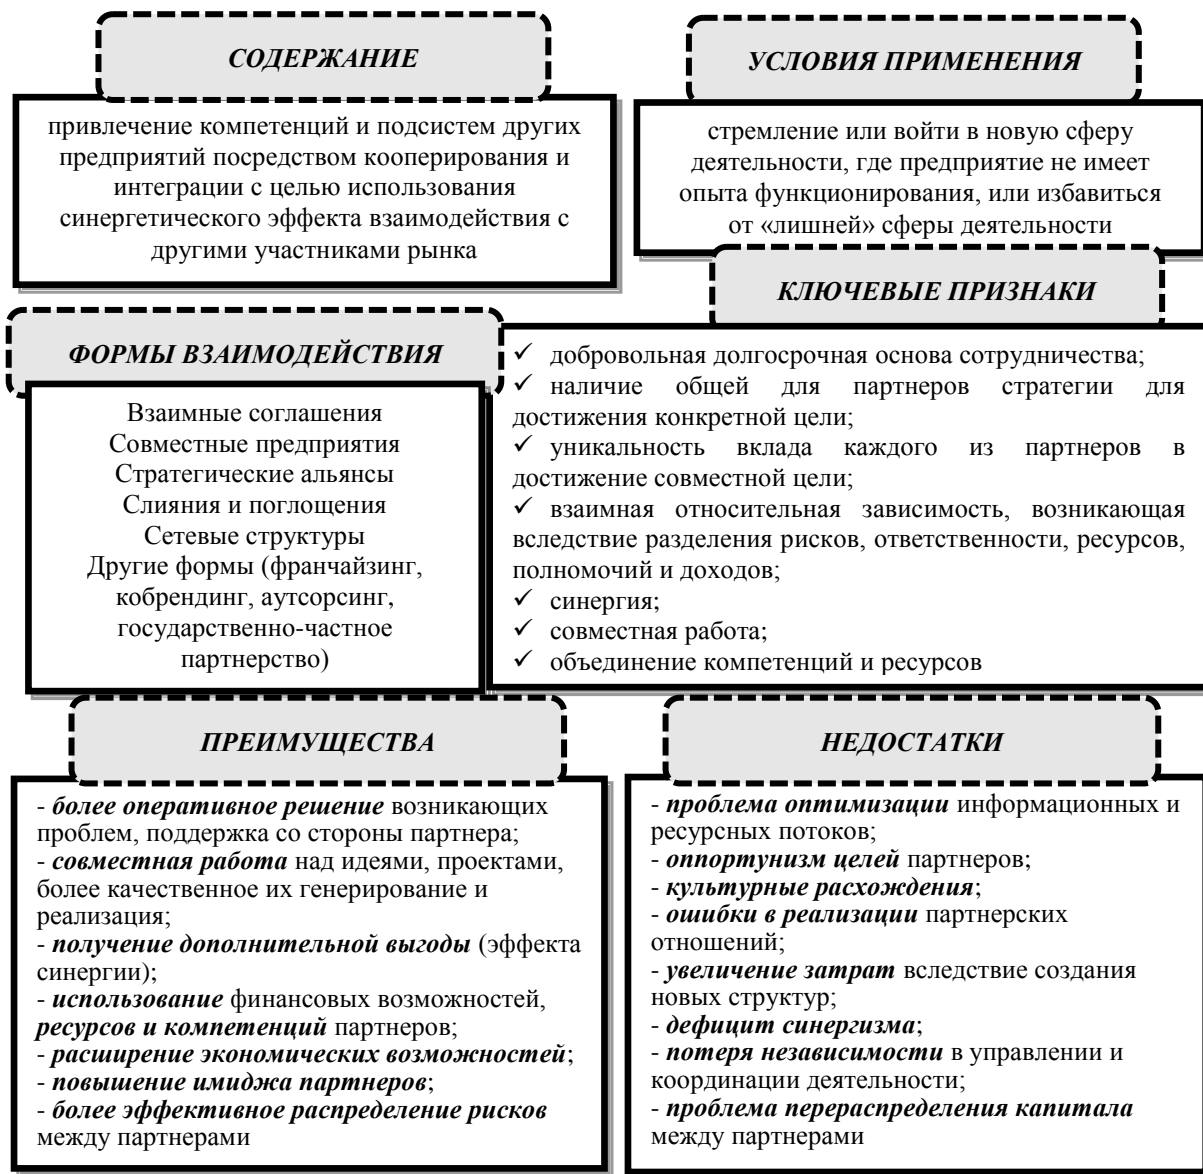 СОДЕРЖАНИЕ
привлечение компетенций и подсистем других
предприятий посредством кооперирования и
интеграции с целью использования
синергетического эффекта взаимодействия с
другими участниками рынка
УСЛОВИЯ ПРИМЕНЕНИЯ
стремление или войти в новую сферу
деятельности, где предприятие не имеет
опыта функционирования, или избавиться
от «лишней» сферы деятельности
ФОРМЫ ВЗАИМОДЕЙСТВИЯ
Взаимные соглашения
Совместные предприятия
Стратегические альянсы
Слияния и поглощения
Сетевые структуры
Другие формы (франчайзинг,
кобрендинг, аутсорсинг,
государственно-частное
партнерство)
КЛЮЧЕВЫЕ ПРИЗНАКИ
✓ добровольная долгосрочная основа сотрудничества;
✓ наличие общей для партнеров стратегии для
достижения конкретной цели;
✓ уникальность вклада каждого из партнеров в
достижение совместной цели;
✓ взаимная относительная зависимость, возникающая
вследствие разделения рисков, ответственности, ресурсов,
полномочий и доходов;
✓ синергия;
✓ совместная работа;
✓ объединение компетенций и ресурсов
ПРЕИМУЩЕСТВА
- более оперативное решение возникающих
проблем, поддержка со стороны партнера;
- совместная работа над идеями, проектами,
более качественное их генерирование и
реализация;
- получение дополнительной выгоды (эффекта
синергии);
- использование финансовых возможностей,
ресурсов и компетенций партнеров;
- расширение экономических возможностей;
- повышение имиджа партнеров;
- более эффективное распределение рисков
между партнерами
НЕДОСТАТКИ
- проблема оптимизации информационных и
ресурсных потоков;
- оппортунизм целей партнеров;
- культурные расхождения;
- ошибки в реализации партнерских
отношений;
- увеличение затрат вследствие создания
новых структур;
- дефицит синергизма;
- потеря независимости в управлении и
координации деятельности;
- проблема перераспределения капитала
между партнерами